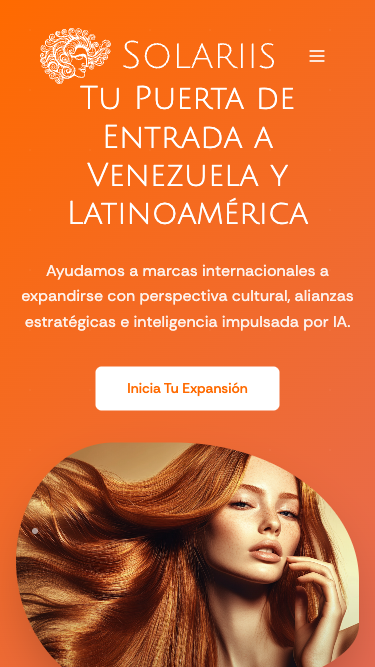 Solariis
Tu Puerta de
Entrada a
Venezuela y
Latinoamérica
Ayudamos a marcas internacionales a
expandirse con perspectiva cultural, alianzas
estratégicas e inteligencia impulsada por IA.
Inicia Tu Expansión